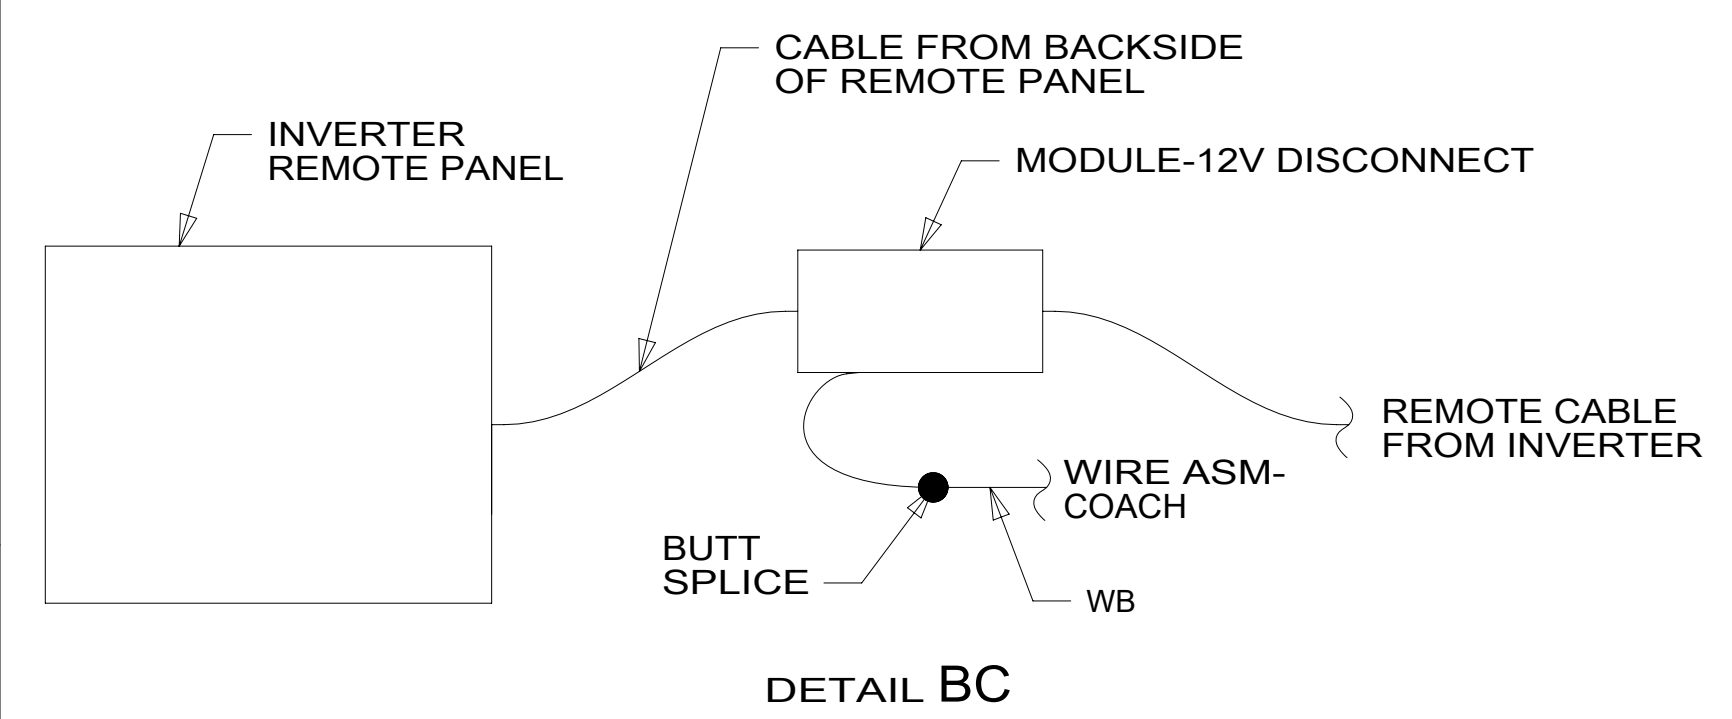 CABLE FROM BACKSIDE
OF REMOTE PANEL
INVERTER
REMOTE PANEL
MODULE-12V DISCONNECT
REMOTE CABLE
FROM INVERTER
WIRE ASM-
COACH
BUTT
SPLICE
WB
DETAIL BC